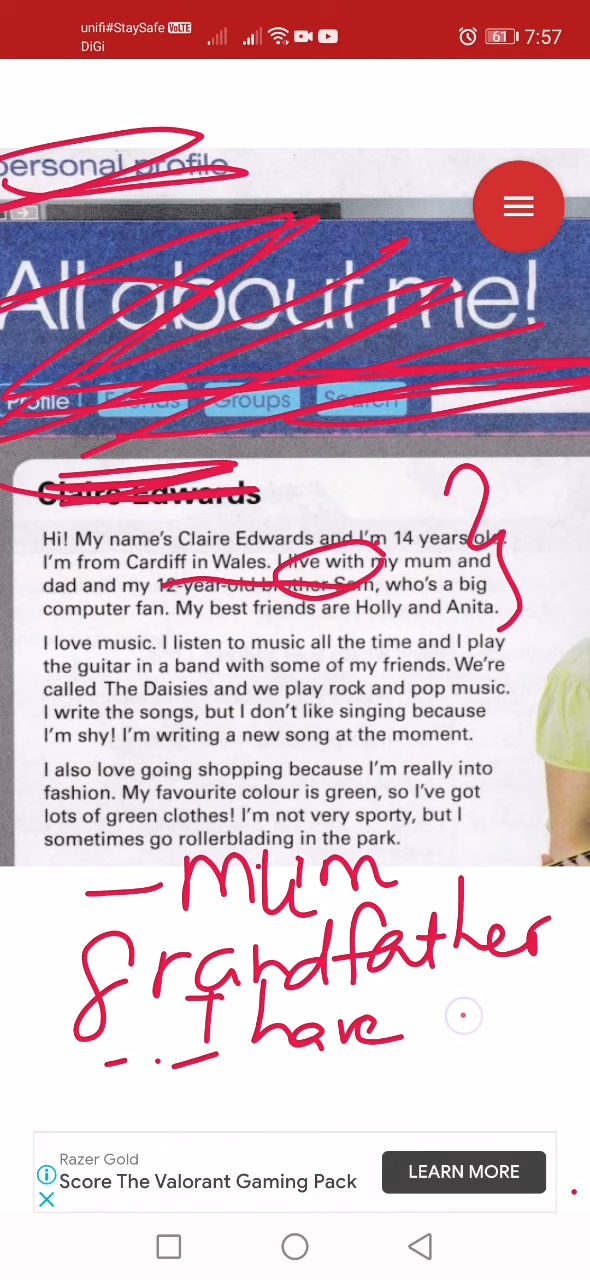 unifi#StaySafe VoLTE
DiGi
61 7:57
personal profile
All about me!
Profile Friends Groups Search
Claire Edwards
Hi! My name's Claire Edwards and I'm 14 years old.
I'm from Cardiff in Wales. I live with my mum and
dad and my 12-year-old brother Sam, who's a big
computer fan. My best friends are Holly and Anita.
I love music. I listen to music all the time and I play
the guitar in a band with some of my friends. We're
called The Daisies and we play rock and pop music.
I write the songs, but I don't like singing because
I'm shy! I'm writing a new song at the moment.
I also love going shopping because I'm really into
fashion. My favourite colour is green, so I've got
lots of green clothes! I'm not very sporty, but I
sometimes go rollerblading in the park.
— mum
grandfather
I have
Razer Gold
Score The Valorant Gaming Pack
LEARN MORE